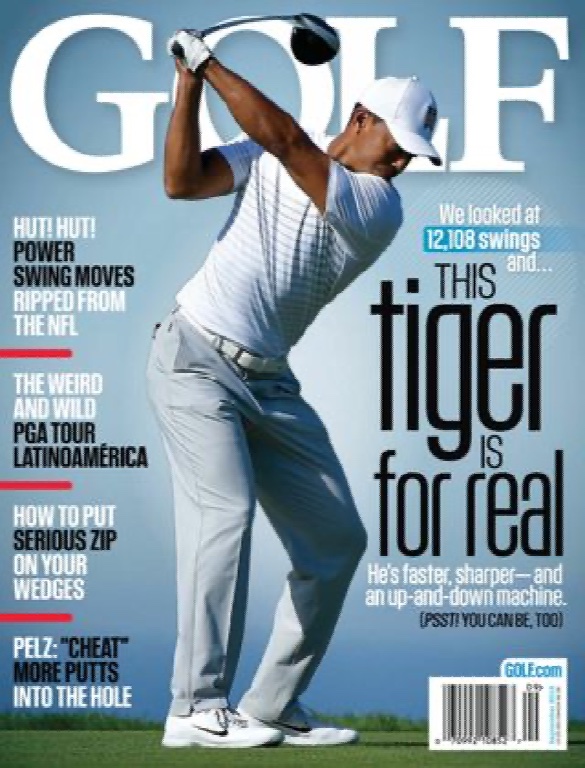 GOLF
HUT! HUT!
POWER
SWING MOVES
RIPPED FROM
THE NFL
THE WEIRD
AND WILD
PGA TOUR
LATINOAMÉRICA
HOW TO PUT
SERIOUS ZIP
ON YOUR
WEDGES
PELZ: "CHEAT"
MORE PUTTS
INTO THE HOLE
We looked at
12,108 swings
and...
THIS
tiger
IS
for real
He's faster, sharper—and
an up-and-down machine.
(PSST! YOU CAN BE, TOO)
GOLF.com